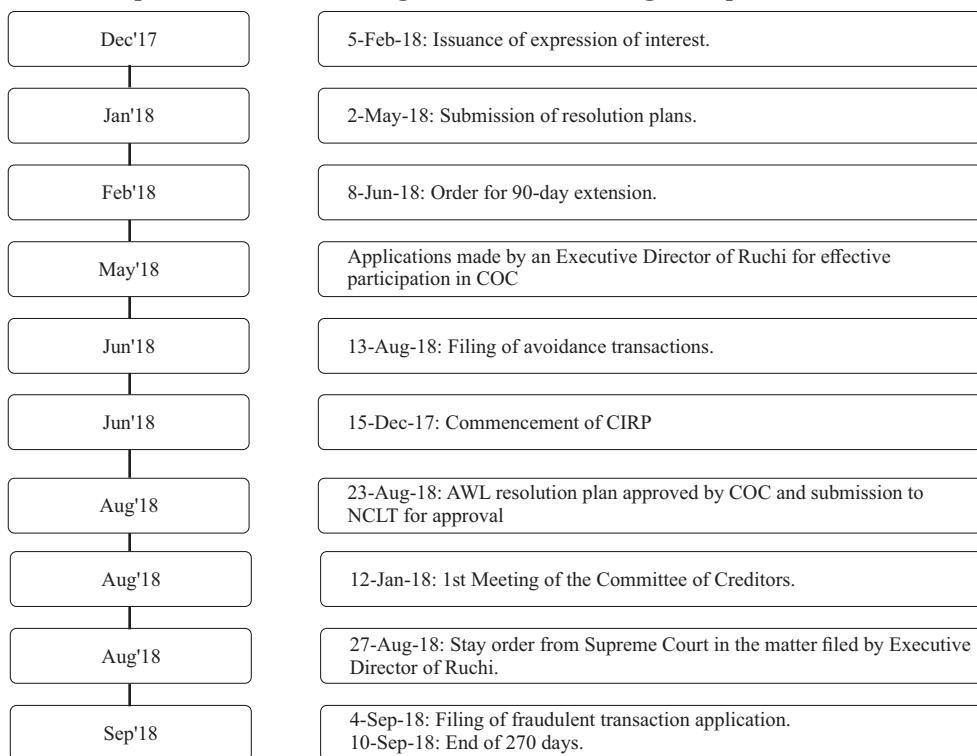 Dec'17
5-Feb-18: Issuance of expression of interest.
Jan'18
2-May-18: Submission of resolution plans.
Feb'18
8-Jun-18: Order for 90-day extension.
May'18
Applications made by an Executive Director of Ruchi for effective
participation in COC
Jun'18
13-Aug-18: Filing of avoidance transactions.
Jun'18
15-Dec-17: Commencement of CIRP
Aug'18
23-Aug-18: AWL resolution plan approved by COC and submission to
NCLT for approval
Aug'18
12-Jan-18: 1st Meeting of the Committee of Creditors.
Aug'18
27-Aug-18: Stay order from Supreme Court in the matter filed by Executive
Director of Ruchi.
Sep'18
4-Sep-18: Filing of fraudulent transaction application.
10-Sep-18: End of 270 days.